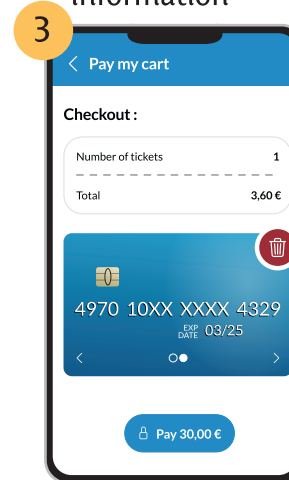 information
3
Pay my cart
Checkout :
Number of tickets 1
Total 3,60 €
4970 10XX XXXX 4329
EXP DATE 03/25
Pay 30,00 €